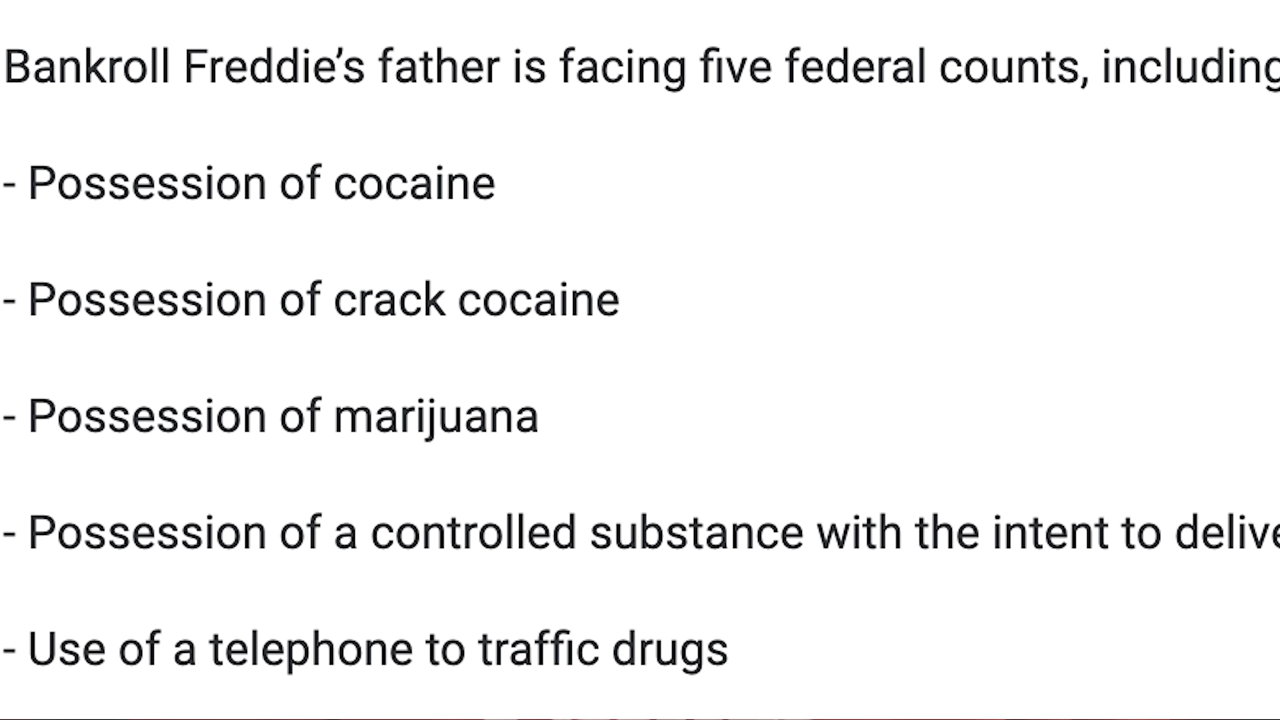 Bankroll Freddie’s father is facing five federal counts, including
- Possession of cocaine
- Possession of crack cocaine
- Possession of marijuana
- Possession of a controlled substance with the intent to delive
- Use of a telephone to traffic drugs